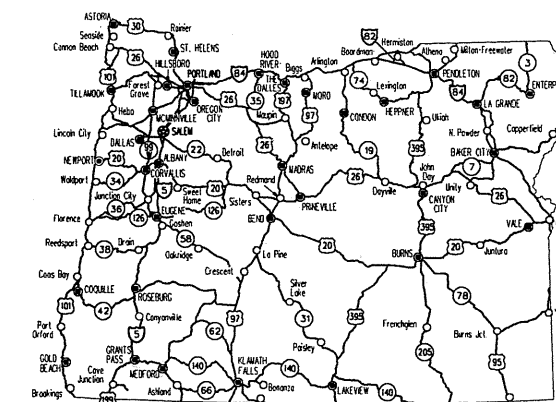 ASTORIA
30
Rainier
Seaside
Cannon Beach
26
ST. HELENS
HILLSBORO
101
Forest
Grove
PORTLAND
TILLAMOOK
84
HOOD
RIVER
THE
DALLES
Biggs
Arlington
Boardman
82
Hermiston
Athena
Milton-Freewater
3
PENDLETON
82
ENTERP
84
LA GRANDE
74
Lexington
HEPPNER
Ukiah
35
197
MORO
97
CONDON
McMINNVILLE
OREGON
CITY
26
Maupin
Hebo
SALEM
Lincoln City
DALLAS
99
22
Detroit
Antelope
19
395
N. Powder
Copperfield
BAKER CITY
NEWPORT
20
ALBANY
CORVALLIS
26
MADRAS
John
Day
7
Waldport
34
5
Sweet
Home
20
Redmond
26
Dayville
Unity
26
Junction City
36
126
126
Sisters
PRINEVILLE
CANYON
CITY
Florence
EUGENE
Goshen
BEND
395
VALE
Reedsport
38
Drain
58
Oakridge
La Pine
20
BURNS
20
Juntura
Crescent
Coos Bay
COQUILLE
ROSEBURG
Silver
Lake
78
101
42
Canyonville
62
97
31
395
Frenchglen
Burns Jct.
Port
Orford
5
Paisley
205
95
GOLD
BEACH
GRANTS
PASS
Cave
Junction
MEDFORD
140
KLAMATH
FALLS
140
Brookings
199
Ashland
66
Bonanza
LAKEVIEW
140